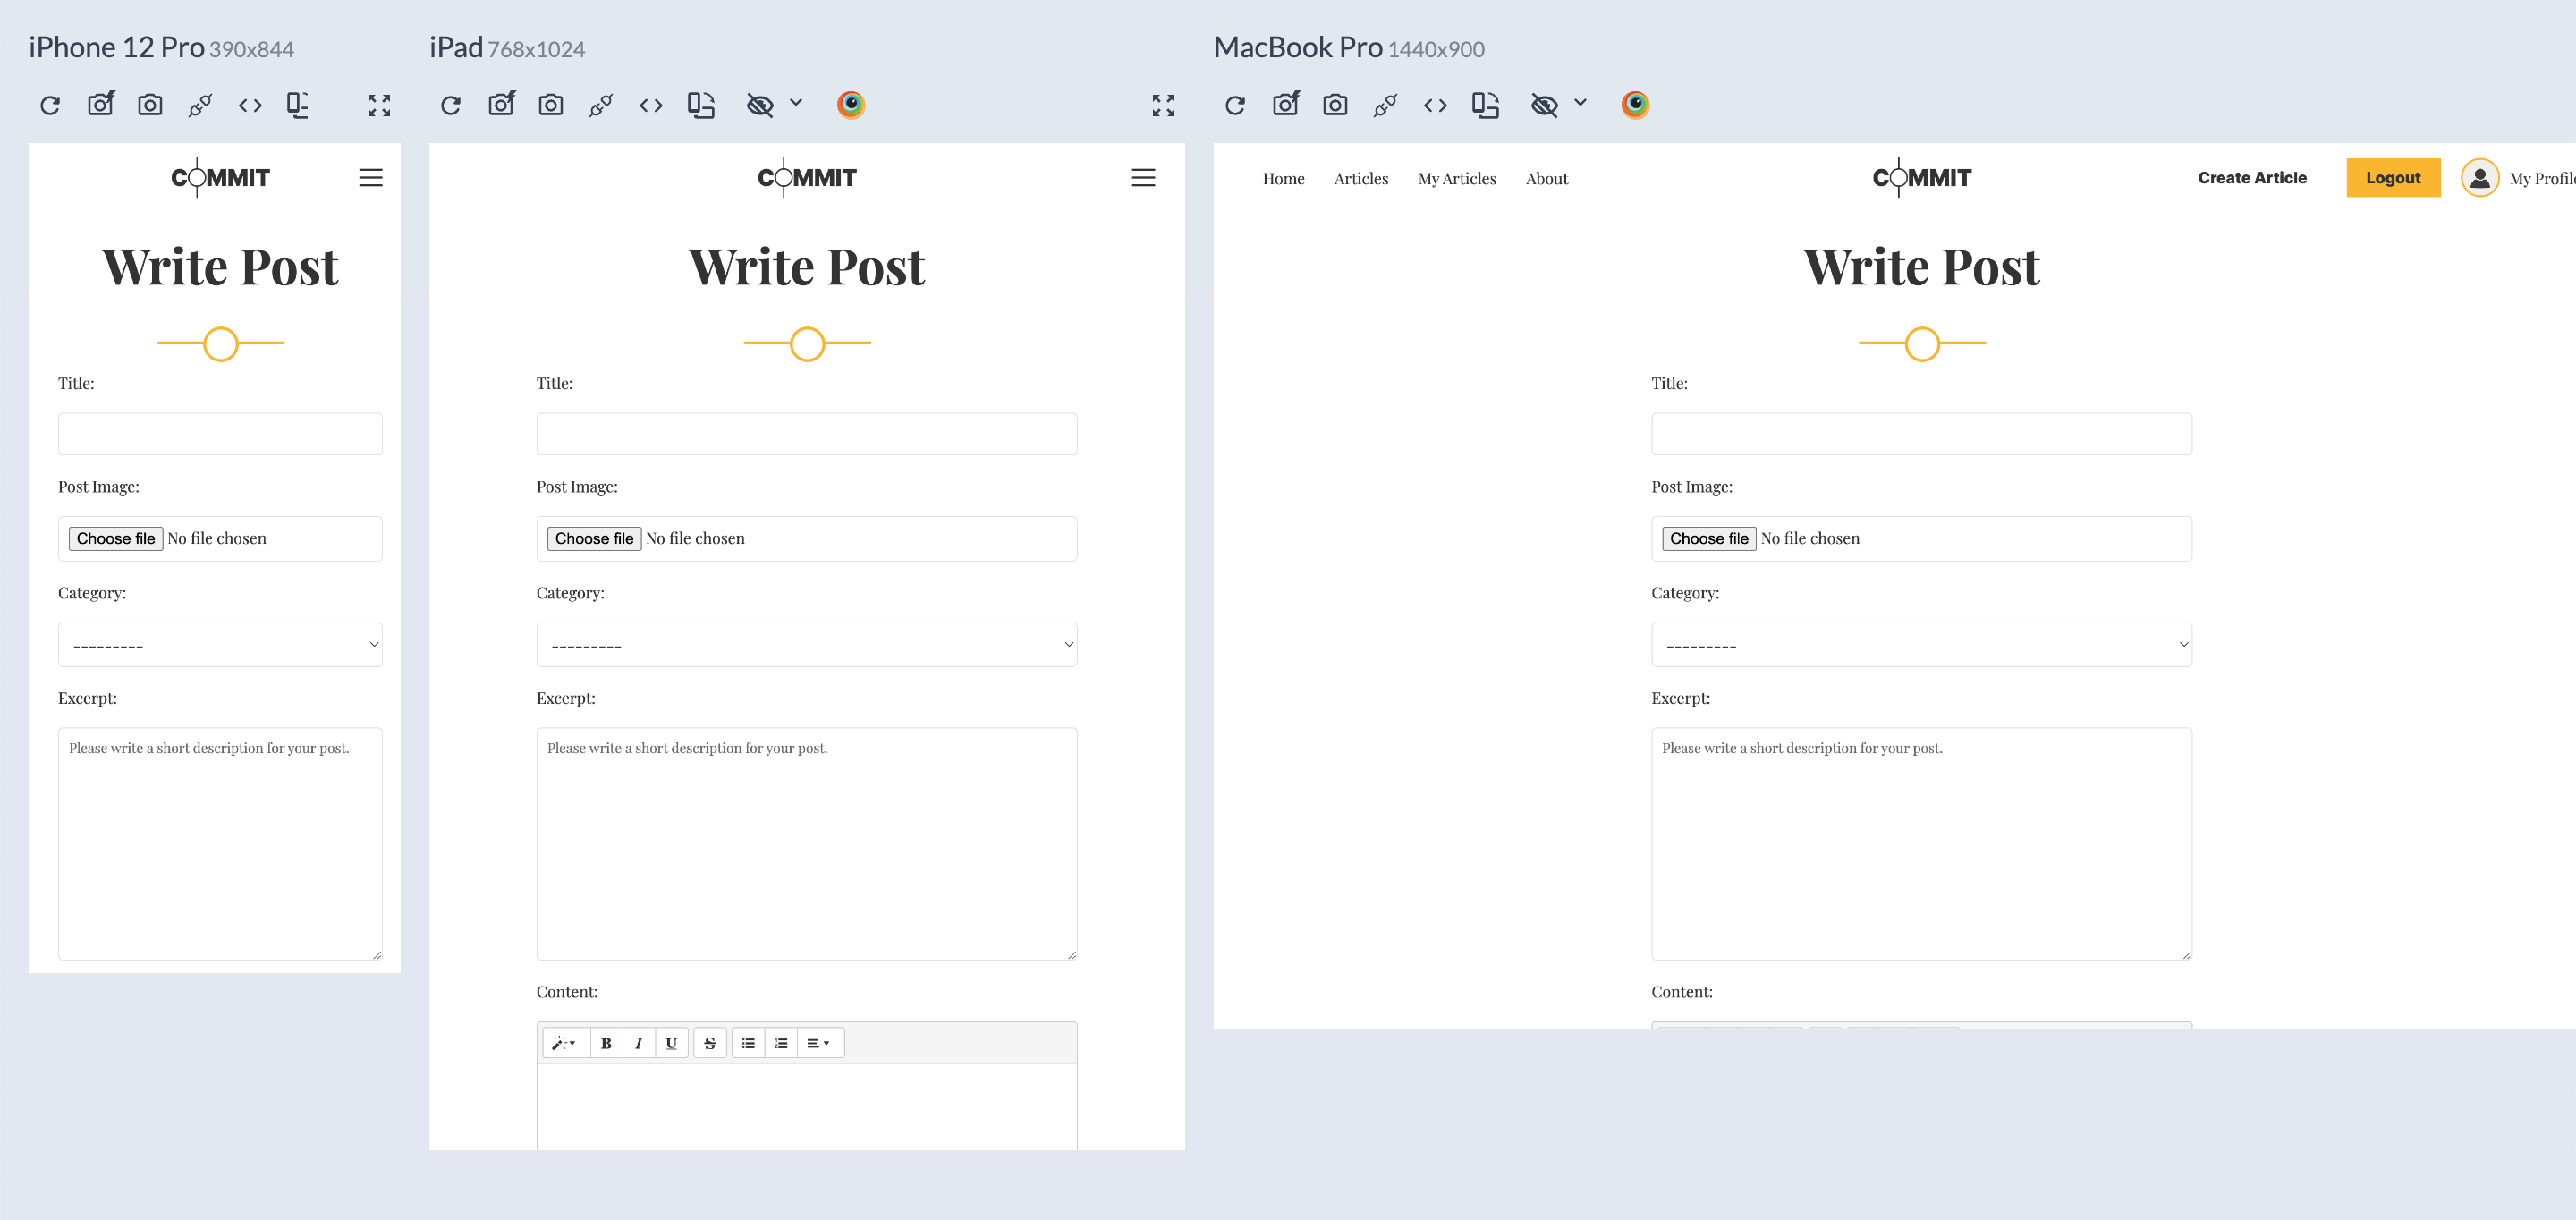 iPhone 12 Pro 390x844
COMMIT
Write Post
Title:
Post Image:
Choose file No file chosen
Category:
---------
Excerpt:
Please write a short description for your post.
iPad 768x1024
COMMIT
Write Post
Title:
Post Image:
Choose file No file chosen
Category:
---------
Excerpt:
Please write a short description for your post.
Content:
B I U S
MacBook Pro 1440x900
Home Articles My Articles About COMMIT Create Article Logout My Profile
Write Post
Title:
Post Image:
Choose file No file chosen
Category:
---------
Excerpt:
Please write a short description for your post.
Content: